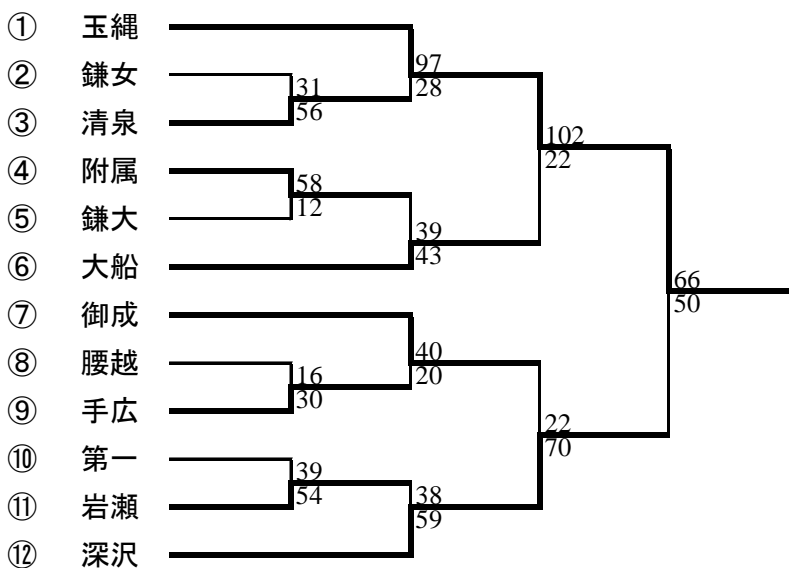 ① 玉縄
② 鎌女
③ 清泉
④ 附属
⑤ 鎌大
⑥ 大船
⑦ 御成
⑧ 腰越
⑨ 手広
⑩ 第一
⑪ 岩瀬
⑫ 深沢
31
56
58
12
16
30
39
54
97
28
39
43
40
20
38
59
102
22
22
70
66
50